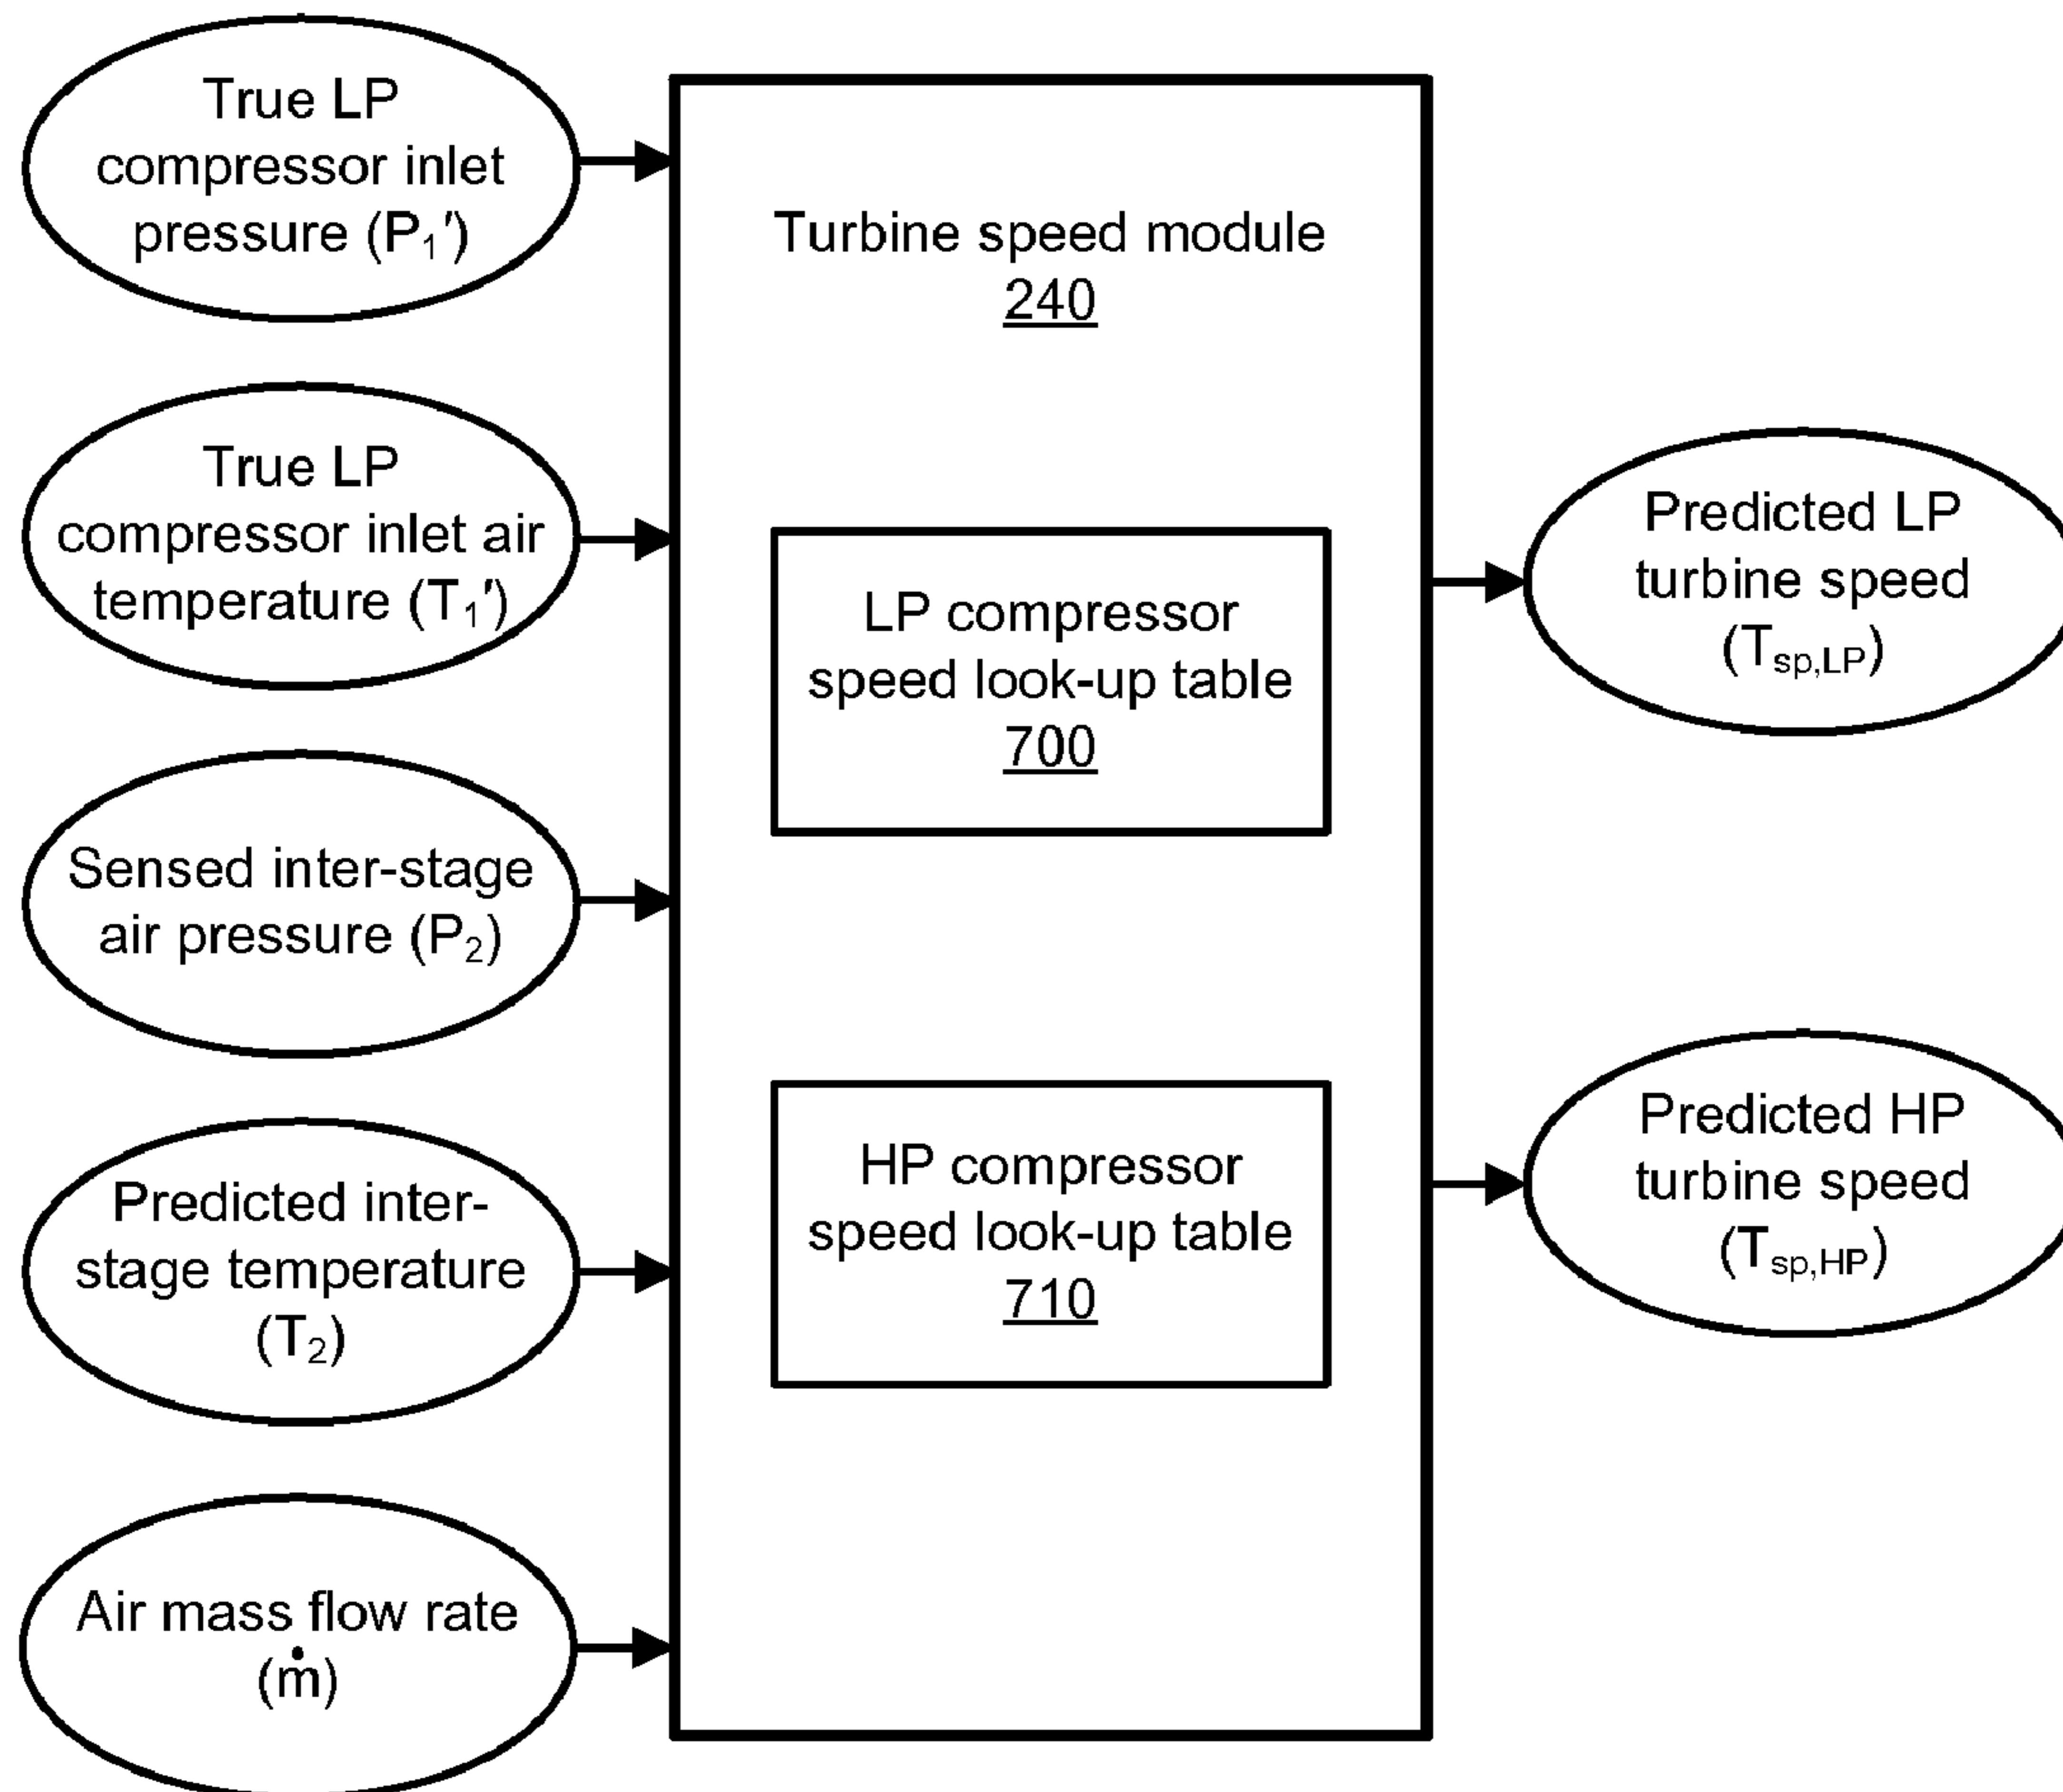 True LP
compressor inlet
pressure (P₁′)
True LP
compressor inlet air
temperature (T₁′)
Sensed inter-stage
air pressure (P₂)
Predicted inter-
stage temperature
(T₂)
Air mass flow rate
(ṁ)
Turbine speed module
240
LP compressor
speed look-up table
700
HP compressor
speed look-up table
710
Predicted LP
turbine speed
(Tsp,LP)
Predicted HP
turbine speed
(Tsp,HP)